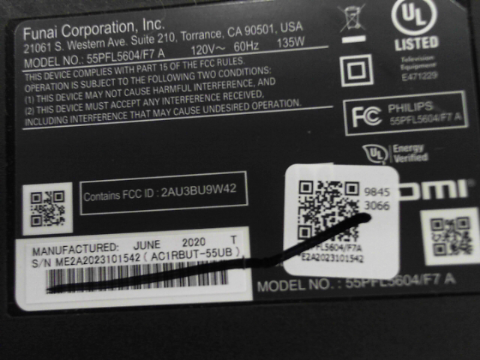 Funai Corporation, Inc.
21061 S. Western Ave. Suite 210, Torrance, CA 90501, USA
MODEL NO.: 55PFL5604/F7 A 120V~ 60Hz 135W
THIS DEVICE COMPLIES WITH PART 15 OF THE FCC RULES.
OPERATION IS SUBJECT TO THE FOLLOWING TWO CONDITIONS:
(1) THIS DEVICE MAY NOT CAUSE HARMFUL INTERFERENCE, AND
(2) THIS DEVICE MUST ACCEPT ANY INTERFERENCE RECEIVED,
INCLUDING INTERFERENCE THAT MAY CAUSE UNDESIRED OPERATION.
UL
LISTED
Television
Equipment
E471229
FC PHILIPS
55PFL5604/F7 A
UL Energy
Verified
Contains FCC ID : 2AU3BU9W42
9845
3066
PFL5604/F7A
E2A2023101542
DMI
MANUFACTURED: JUNE 2020 T
S/N ME2A2023101542 ( AC1RBUT-55UB )
MODEL NO. : 55PFL5604/F7 A